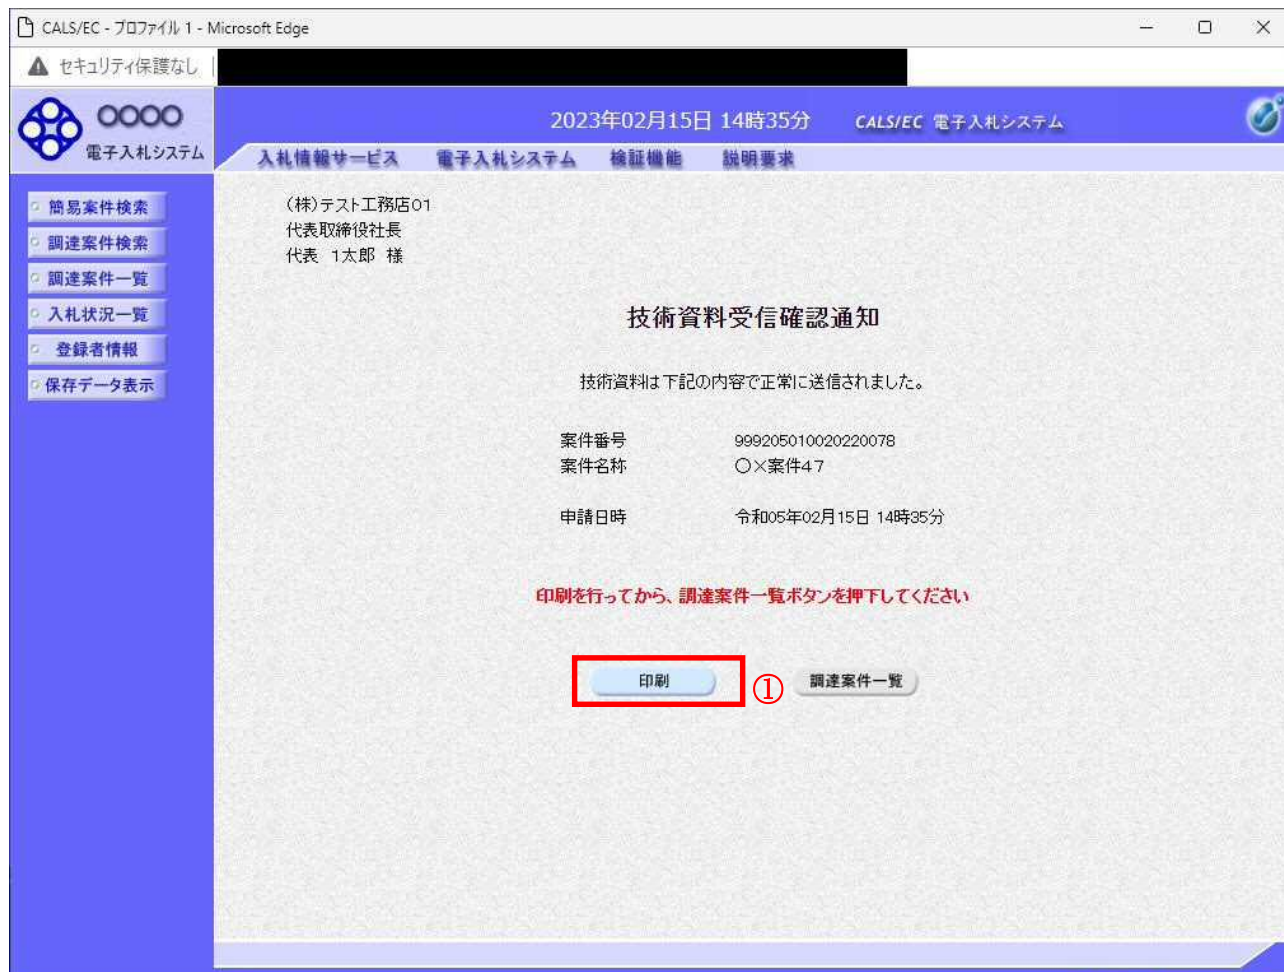 CALS/EC - プロファイル 1 - Microsoft Edge
セキュリティ保護なし
○○○○
電子入札システム
2023年02月15日 14時35分 CALS/EC 電子入札システム
入札情報サービス 電子入札システム 検証機能 説明要求
簡易案件検索
調達案件検索
調達案件一覧
入札状況一覧
登録者情報
保存データ表示
(株)テスト工務店01
代表取締役社長
代表 1太郎 様
技術資料受信確認通知
技術資料は下記の内容で正常に送信されました。
案件番号 999205010020220078
案件名称 ○×案件47
申請日時 令和05年02月15日 14時35分
印刷を行ってから、調達案件一覧ボタンを押下してください
印刷 ① 調達案件一覧